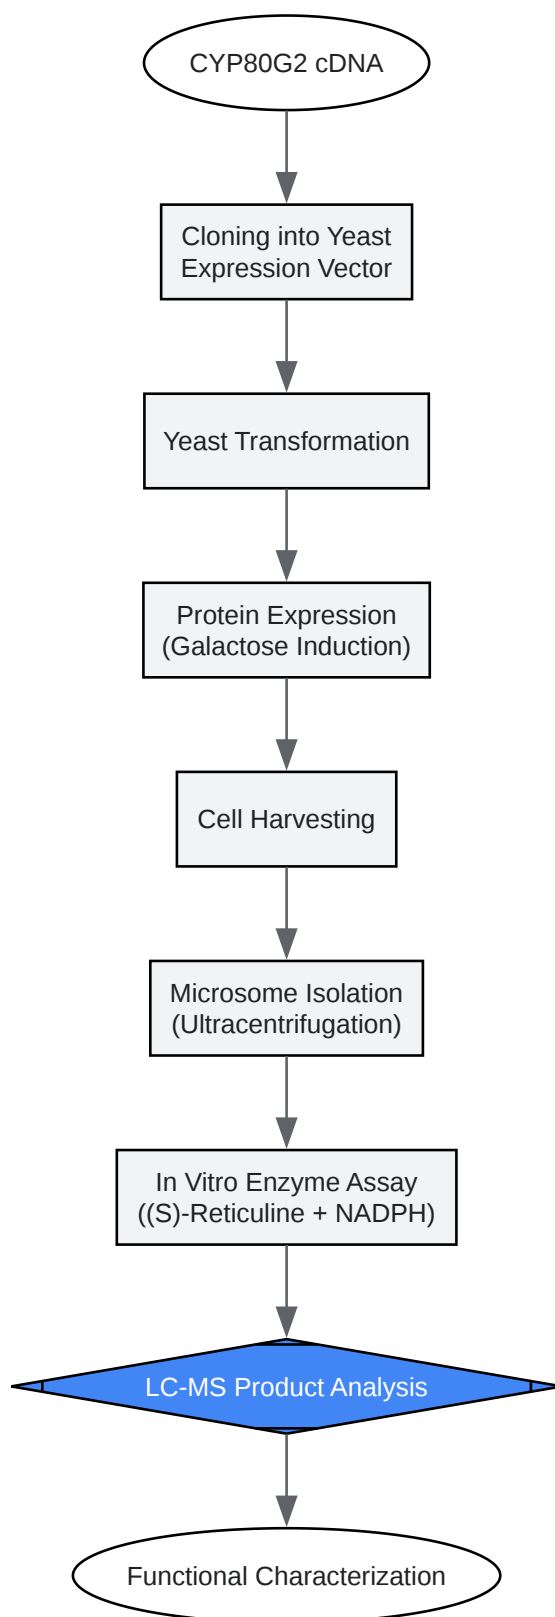 CYP80G2 cDNA
Cloning into Yeast
Expression Vector
Yeast Transformation
Protein Expression
(Galactose Induction)
Cell Harvesting
Microsome Isolation
(Ultracentrifugation)
In Vitro Enzyme Assay
((S)-Reticuline + NADPH)
LC-MS Product Analysis
Functional Characterization